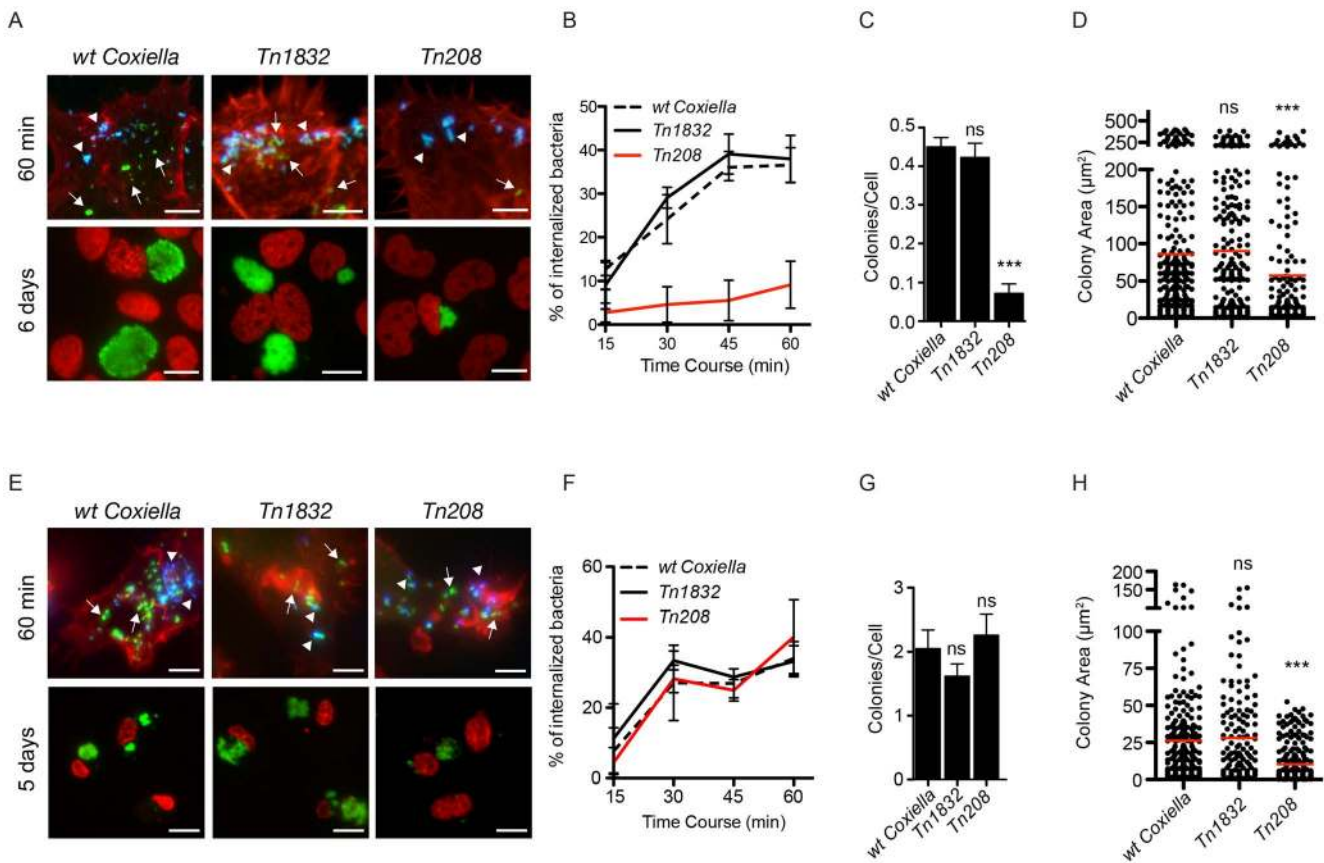 A
wt Coxiella
Tn1832
Tn208
60 min
6 days
B
% of internalized bacteria
50
40
30
20
10
0
wt Coxiella
Tn1832
Tn208
15
30
45
60
Time Course (min)
C
Colonies/Cell
0.5
0.4
0.3
0.2
0.1
0.0
ns
***
wt Coxiella
Tn1832
Tn208
D
Colony Area (µm²)
500
250
200
150
100
50
0
ns
***
wt Coxiella
Tn1832
Tn208
E
wt Coxiella
Tn1832
Tn208
60 min
5 days
F
% of internalized bacteria
60
40
20
0
wt Coxiella
Tn1832
Tn208
15
30
45
60
Time Course (min)
G
Colonies/Cell
3
2
1
0
ns
ns
wt Coxiella
Tn1832
Tn208
H
Colony Area (µm²)
200
150
100
100
75
50
25
0
ns
***
wt Coxiella
Tn1832
Tn208